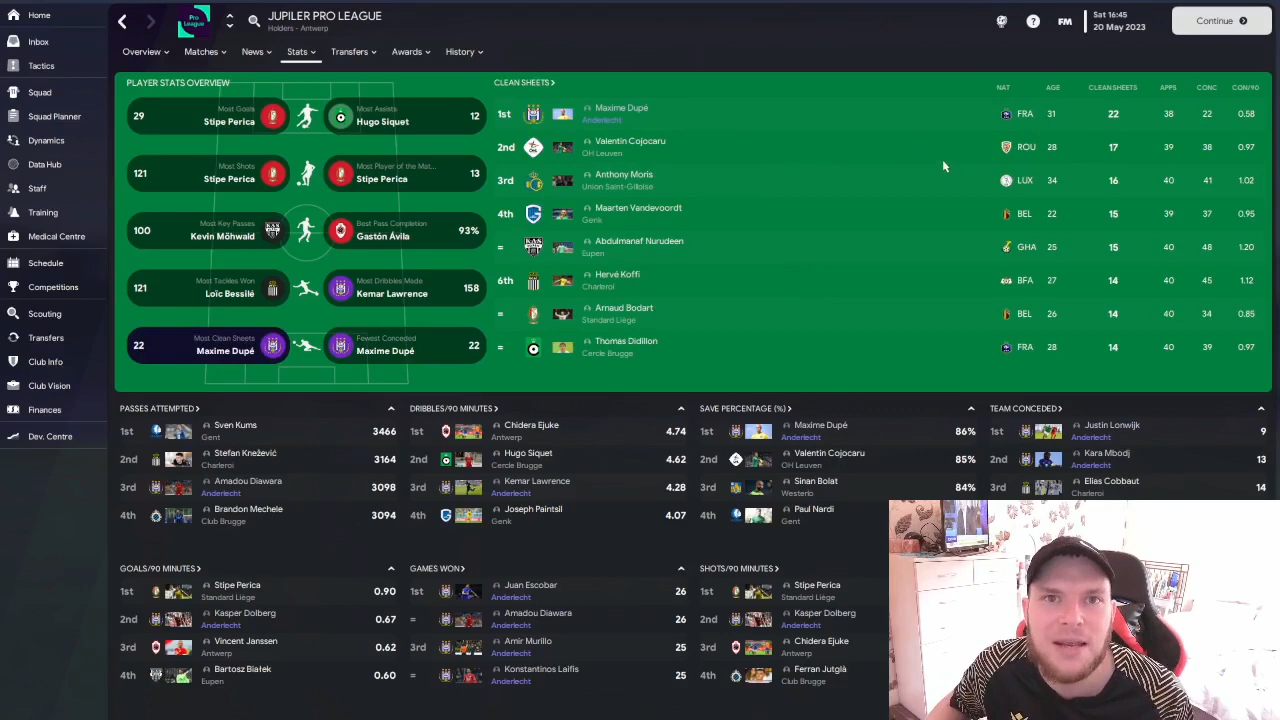 Home
Inbox
Tactics
Squad
Squad Planner
Dynamics
Data Hub
Staff
Training
Medical Centre
Schedule
Competitions
Scouting
Transfers
Club Info
Club Vision
Finances
Dev. Centre
Pro League
JUPILER PRO LEAGUE
Holders - Antwerp
? FM Sat 16:45
20 May 2023
Continue
Overview Matches News Stats Transfers Awards History
PLAYER STATS OVERVIEW
29 Most Goals Stipe Perica
Most Assists Hugo Siquet 12
121 Most Shots Stipe Perica
Most Player of the Mat... Stipe Perica 13
100 Most Key Passes Kevin Möhwald
Best Pass Completion Gastón Ávila 93%
121 Most Tackles Won Loïc Bessilé
Most Dribbles Made Kemar Lawrence 158
22 Most Clean Sheets Maxime Dupé
Fewest Conceded Maxime Dupé 22
CLEAN SHEETS > NAT AGE CLEAN SHEETS APPS CONC CON/90
1st Maxime Dupé FRA 31 22 38 22 0.58
Anderlecht
2nd Valentin Cojocaru ROU 28 17 39 38 0.97
OH Leuven
3rd Anthony Moris LUX 34 16 40 41 1.02
Union Saint-Gilloise
4th Maarten Vandevoordt BEL 22 15 39 37 0.95
Genk
= Abdulmanaf Nurudeen GHA 25 15 40 48 1.20
Eupen
6th Hervé Koffi BFA 27 14 40 45 1.12
Charleroi
= Arnaud Bodart BEL 26 14 40 34 0.85
Standard Liège
= Thomas Didillon FRA 28 14 40 39 0.97
Cercle Brugge
PASSES ATTEMPTED >
1st Sven Kums 3466
Gent
2nd Stefan Knežević 3164
Charleroi
3rd Amadou Diawara 3098
Anderlecht
4th Brandon Mechele 3094
Club Brugge
DRIBBLES/90 MINUTES >
1st Chidera Ejuke 4.74
Antwerp
2nd Hugo Siquet 4.62
Cercle Brugge
3rd Kemar Lawrence 4.28
Anderlecht
4th Joseph Paintsil 4.07
Genk
SAVE PERCENTAGE (%) >
1st Maxime Dupé 86%
Anderlecht
2nd Valentin Cojocaru 85%
OH Leuven
3rd Sinan Bolat 84%
Westerlo
4th Paul Nardi
Gent
TEAM CONCEDED >
1st Justin Lonwijk 9
Anderlecht
2nd Kara Mbodj 13
Anderlecht
3rd Elias Cobbaut 14
Charleroi
GOALS/90 MINUTES >
1st Stipe Perica 0.90
Standard Liège
2nd Kasper Dolberg 0.67
Anderlecht
3rd Vincent Janssen 0.62
Antwerp
4th Bartosz Białek 0.60
Eupen
GAMES WON >
1st Juan Escobar 26
Anderlecht
= Amadou Diawara 26
Anderlecht
3rd Amir Murillo 25
Anderlecht
= Konstantinos Laifis 25
Anderlecht
SHOTS/90 MINUTES >
1st Stipe Perica
Standard Liège
2nd Kasper Dolberg
Anderlecht
3rd Chidera Ejuke
Antwerp
4th Ferran Jutglà
Club Brugge